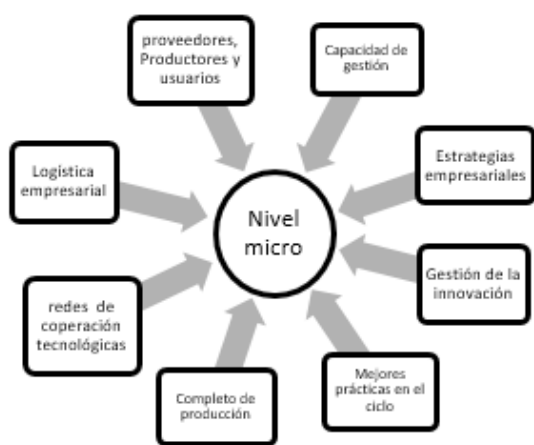 proveedores,
Productores y
usuarios
Capacidad de
gestión
Logística
empresarial
Estrategias
empresariales
Nivel
micro
Gestión de la
innovación
redes de
coperación
tecnológicas
Completo de
producción
Mejores
prácticas en el
ciclo